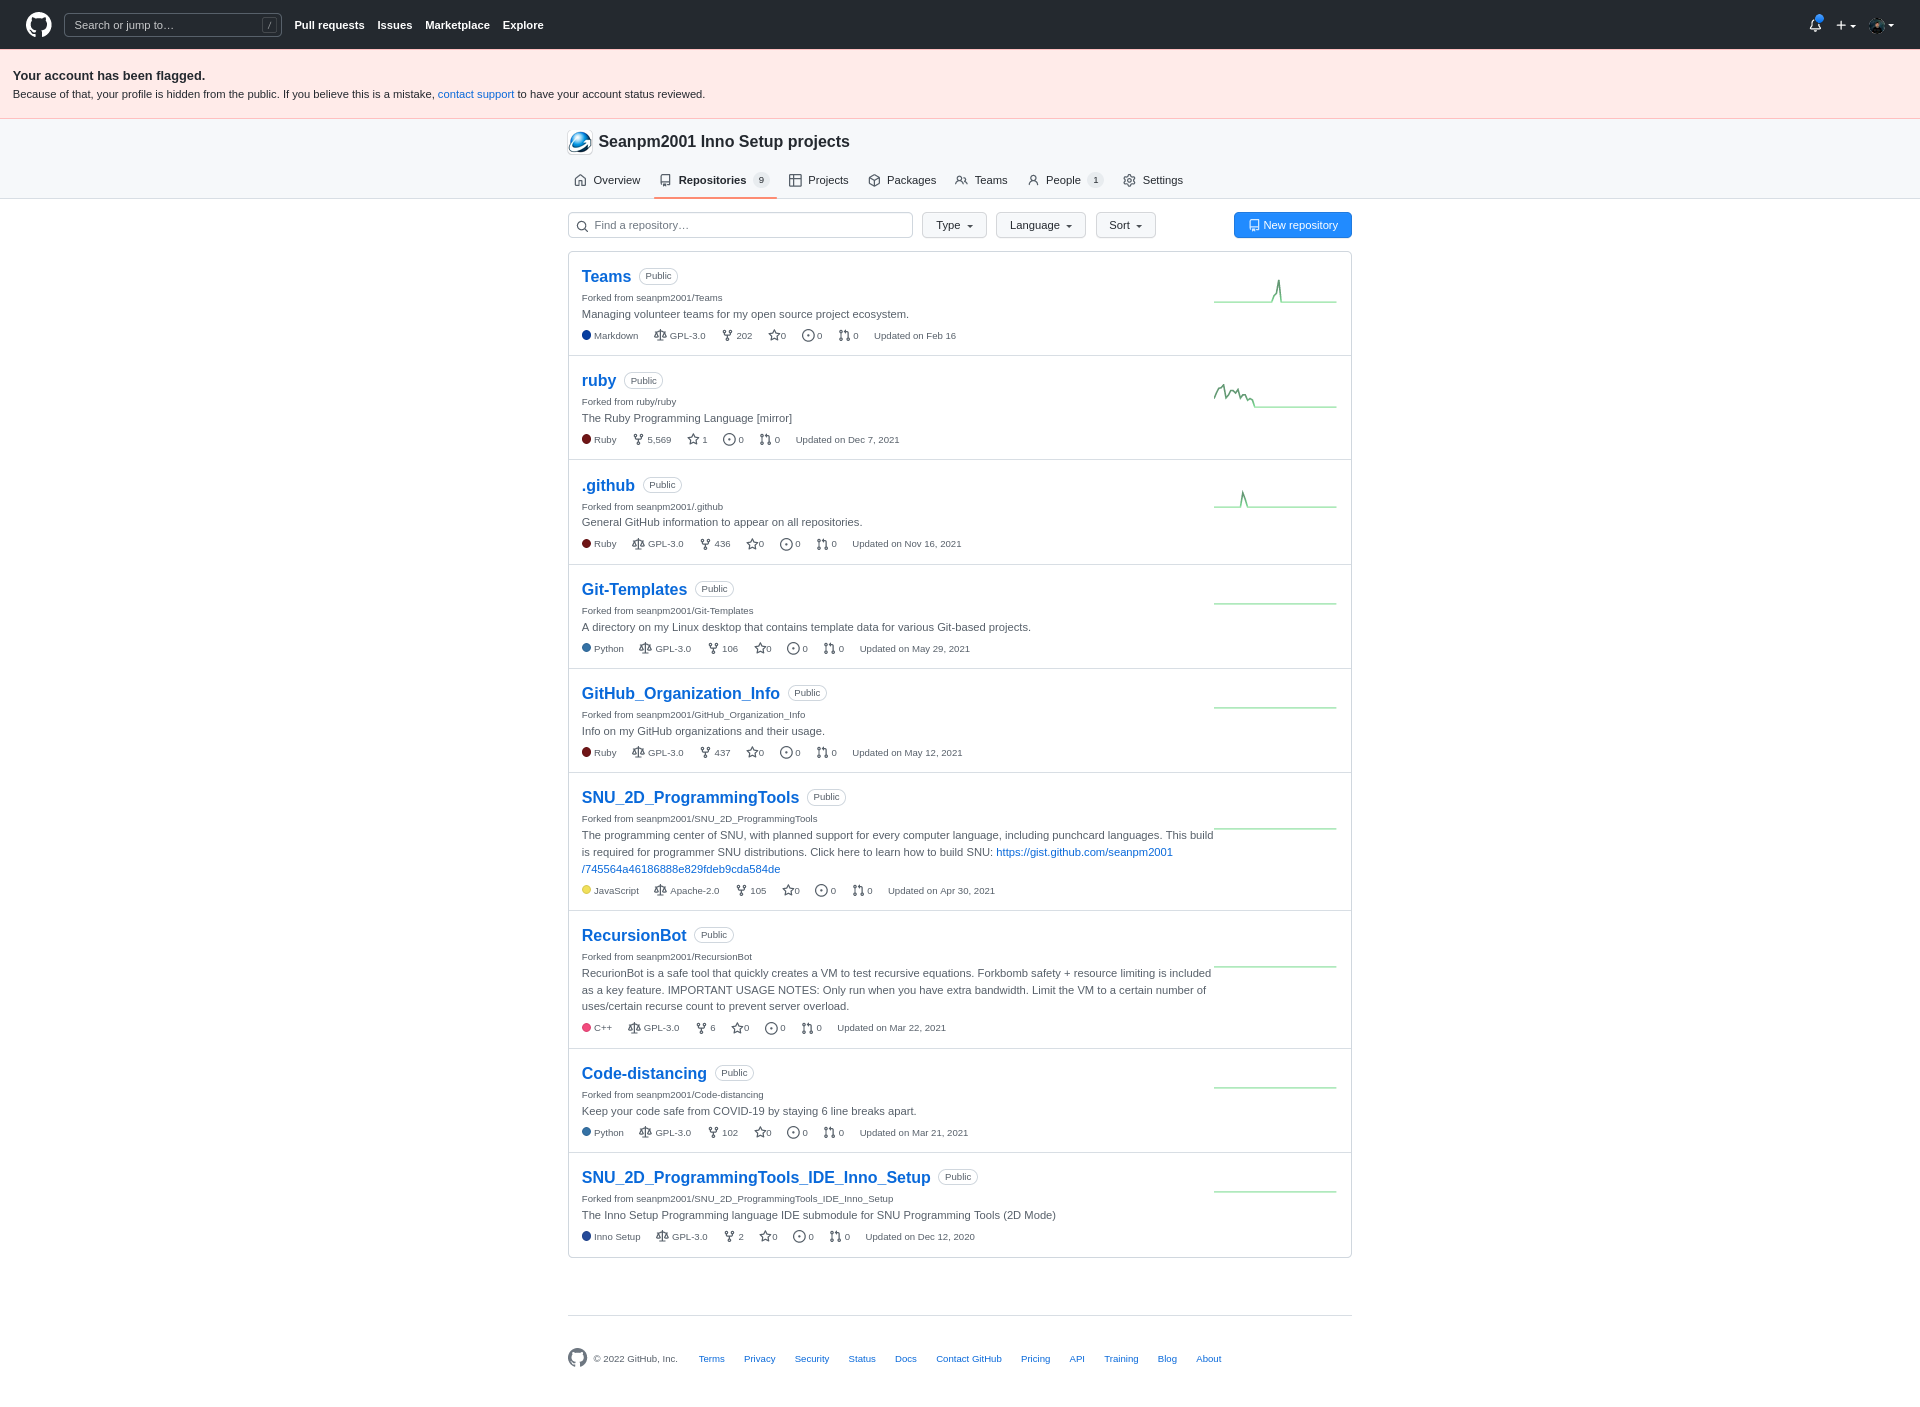 Search or jump to… /
Pull requests Issues Marketplace Explore
Your account has been flagged.
Because of that, your profile is hidden from the public. If you believe this is a mistake, contact support to have your account status reviewed.
Seanpm2001 Inno Setup projects
Overview Repositories 9 Projects Packages Teams People 1 Settings
Find a repository… Type Language Sort New repository
Teams Public
Forked from seanpm2001/Teams
Managing volunteer teams for my open source project ecosystem.
Markdown GPL-3.0 202 0 0 0 Updated on Feb 16
ruby Public
Forked from ruby/ruby
The Ruby Programming Language [mirror]
Ruby 5,569 1 0 0 Updated on Dec 7, 2021
.github Public
Forked from seanpm2001/.github
General GitHub information to appear on all repositories.
Ruby GPL-3.0 436 0 0 0 Updated on Nov 16, 2021
Git-Templates Public
Forked from seanpm2001/Git-Templates
A directory on my Linux desktop that contains template data for various Git-based projects.
Python GPL-3.0 106 0 0 0 Updated on May 29, 2021
GitHub_Organization_Info Public
Forked from seanpm2001/GitHub_Organization_Info
Info on my GitHub organizations and their usage.
Ruby GPL-3.0 437 0 0 0 Updated on May 12, 2021
SNU_2D_ProgrammingTools Public
Forked from seanpm2001/SNU_2D_ProgrammingTools
The programming center of SNU, with planned support for every computer language, including punchcard languages. This build
is required for programmer SNU distributions. Click here to learn how to build SNU: https://gist.github.com/seanpm2001
/745564a46186888e829fdeb9cda584de
JavaScript Apache-2.0 105 0 0 0 Updated on Apr 30, 2021
RecursionBot Public
Forked from seanpm2001/RecursionBot
RecurionBot is a safe tool that quickly creates a VM to test recursive equations. Forkbomb safety + resource limiting is included
as a key feature. IMPORTANT USAGE NOTES: Only run when you have extra bandwidth. Limit the VM to a certain number of
uses/certain recurse count to prevent server overload.
C++ GPL-3.0 6 0 0 0 Updated on Mar 22, 2021
Code-distancing Public
Forked from seanpm2001/Code-distancing
Keep your code safe from COVID-19 by staying 6 line breaks apart.
Python GPL-3.0 102 0 0 0 Updated on Mar 21, 2021
SNU_2D_ProgrammingTools_IDE_Inno_Setup Public
Forked from seanpm2001/SNU_2D_ProgrammingTools_IDE_Inno_Setup
The Inno Setup Programming language IDE submodule for SNU Programming Tools (2D Mode)
Inno Setup GPL-3.0 2 0 0 0 Updated on Dec 12, 2020
© 2022 GitHub, Inc. Terms Privacy Security Status Docs Contact GitHub Pricing API Training Blog About